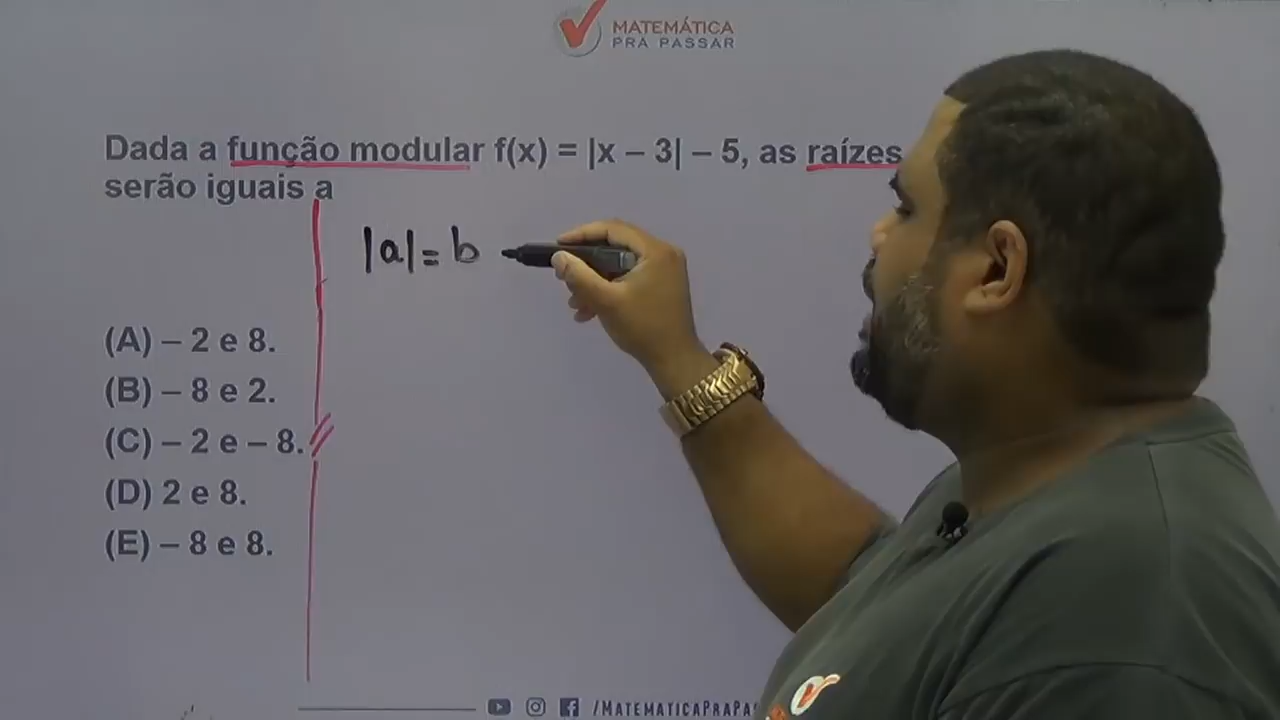 MATEMÁTICA
PRA PASSAR
Dada a função modular f(x) = |x – 3| – 5, as raízes
serão iguais a
|a| = b
(A) – 2 e 8.
(B) – 8 e 2.
(C) – 2 e – 8.
(D) 2 e 8.
(E) – 8 e 8.